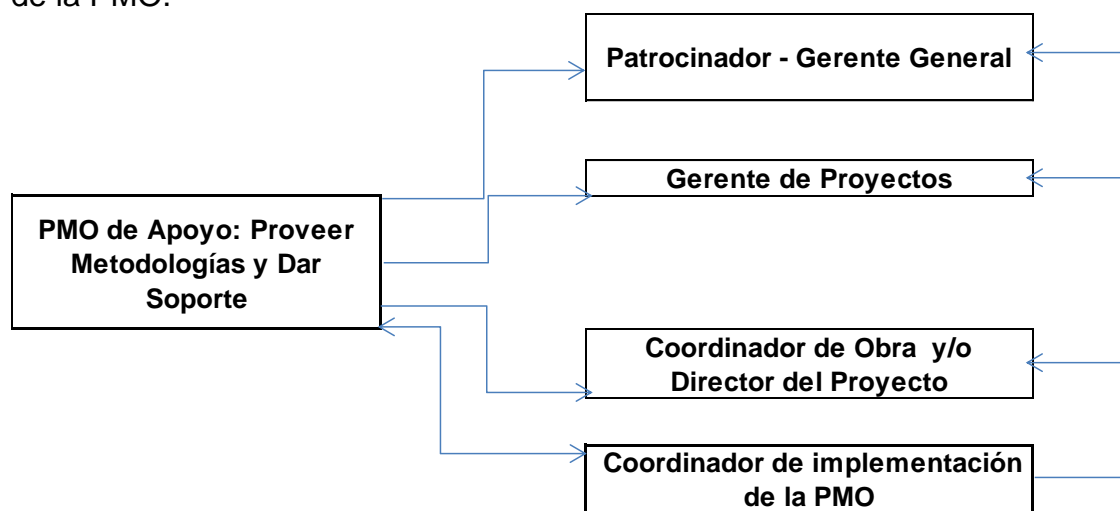 de la PMO.
Patrocinador - Gerente General
Gerente de Proyectos
PMO de Apoyo: Proveer
Metodologías y Dar
Soporte
Coordinador de Obra y/o
Director del Proyecto
Coordinador de implementación
de la PMO